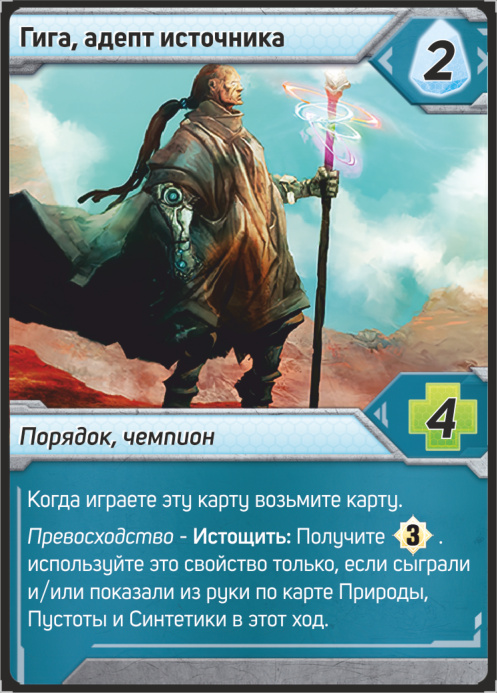 Гига, адепт источника
2
4
Порядок, чемпион
Когда играете эту карту возьмите карту.
Превосходство - Истощить: Получите 3 .
используйте это свойство только, если сыграли
и/или показали из руки по карте Природы,
Пустоты и Синтетики в этот ход.